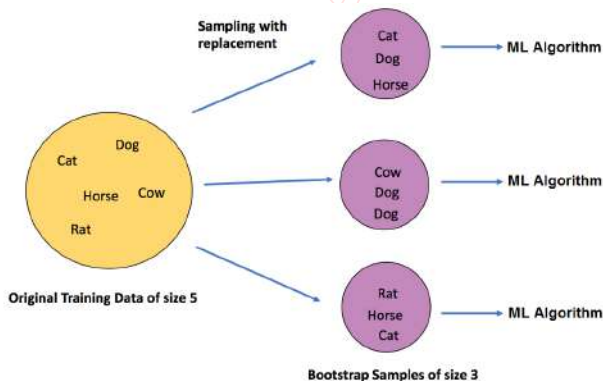 Sampling with
replacement
Cat
Dog
Horse
ML Algorithm
Dog
Cat
Horse
Cow
Rat
Cow
Dog
Dog
ML Algorithm
Original Training Data of size 5
Rat
Horse
Cat
ML Algorithm
Bootstrap Samples of size 3